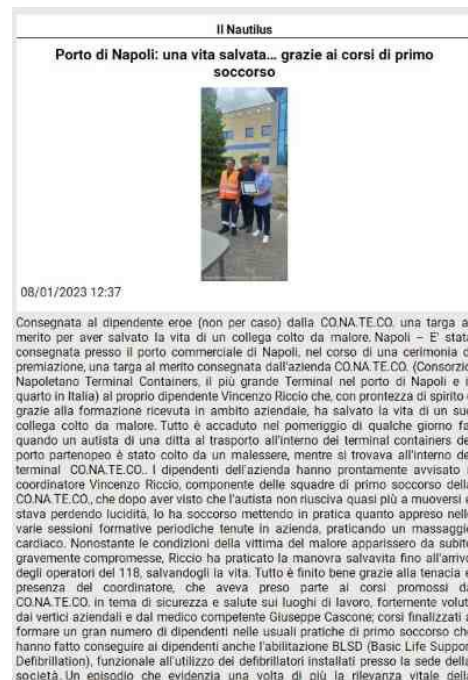 Il Nautilus
Porto di Napoli: una vita salvata... grazie ai corsi di primo
soccorso
08/01/2023 12:37
Consegnata al dipendente eroe (non per caso) dalla CO.NA.TE.CO. una targa al
merito per aver salvato la vita di un collega colto da malore. Napoli – E' stata
consegnata presso il porto commerciale di Napoli, nel corso di una cerimonia di
premiazione, una targa al merito consegnata dall'azienda CO.NA.TE.CO. (Consorzio
Napoletano Terminal Containers, il più grande Terminal nel porto di Napoli e il
quarto in Italia) al proprio dipendente Vincenzo Riccio che, con prontezza di spirito e
grazie alla formazione ricevuta in ambito aziendale, ha salvato la vita di un suo
collega colto da malore. Tutto è accaduto nel pomeriggio di qualche giorno fa
quando un autista di una ditta al trasporto all'interno dei terminal containers del
porto partenopeo è stato colto da un malessere, mentre si trovava all'interno del
terminal CO.NA.TE.CO.. I dipendenti dell'azienda hanno prontamente avvisato il
coordinatore Vincenzo Riccio, componente delle squadre di primo soccorso della
CO.NA.TE.CO., che dopo aver visto che l'autista non riusciva quasi più a muoversi e
stava perdendo lucidità, lo ha soccorso mettendo in pratica quanto appreso nelle
varie sessioni formative periodiche tenute in azienda, praticando un massaggio
cardiaco. Nonostante le condizioni della vittima del malore apparissero da subito
gravemente compromesse, Riccio ha praticato la manovra salvavita fino all'arrivo
degli operatori del 118, salvandogli la vita. Tutto è finito bene grazie alla tenacia e
presenza del coordinatore, che aveva preso parte ai corsi promossi da
CO.NA.TE.CO. in tema di sicurezza e salute sui luoghi di lavoro, fortemente voluti
dai vertici aziendali e dal medico competente Giuseppe Cascone; corsi finalizzati a
formare un gran numero di dipendenti nelle usuali pratiche di primo soccorso che
hanno fatto conseguire ai dipendenti anche l'abilitazione BLSD (Basic Life Support
Defibrillation), funzionale all'utilizzo dei defibrillatori installati presso la sede della
società. Un episodio che evidenzia una volta di più la rilevanza vitale della